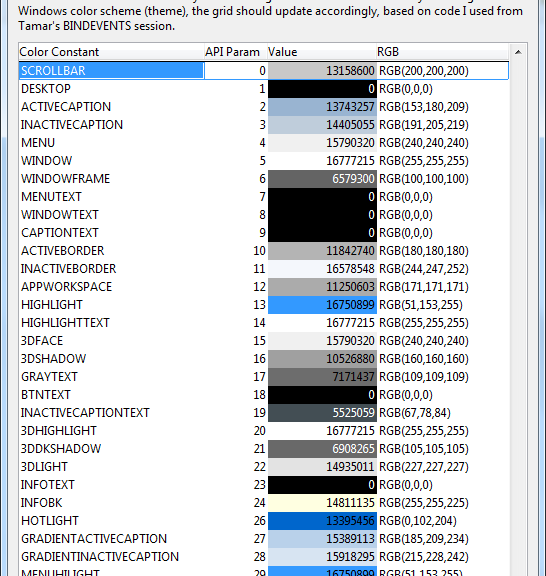 Windows color scheme (theme), the grid should update accordingly, based on code I used from
Tamar's BINDEVENTS session.
Color Constant API Param Value RGB
SCROLLBAR 0 13158600 RGB(200,200,200)
DESKTOP 1 0 RGB(0,0,0)
ACTIVECAPTION 2 13743257 RGB(153,180,209)
INACTIVECAPTION 3 14405055 RGB(191,205,219)
MENU 4 15790320 RGB(240,240,240)
WINDOW 5 16777215 RGB(255,255,255)
WINDOWFRAME 6 6579300 RGB(100,100,100)
MENUTEXT 7 0 RGB(0,0,0)
WINDOWTEXT 8 0 RGB(0,0,0)
CAPTIONTEXT 9 0 RGB(0,0,0)
ACTIVEBORDER 10 11842740 RGB(180,180,180)
INACTIVEBORDER 11 16578548 RGB(244,247,252)
APPWORKSPACE 12 11250603 RGB(171,171,171)
HIGHLIGHT 13 16750899 RGB(51,153,255)
HIGHLIGHTTEXT 14 16777215 RGB(255,255,255)
3DFACE 15 15790320 RGB(240,240,240)
3DSHADOW 16 10526880 RGB(160,160,160)
GRAYTEXT 17 7171437 RGB(109,109,109)
BTNTEXT 18 0 RGB(0,0,0)
INACTIVECAPTIONTEXT 19 5525059 RGB(67,78,84)
3DHIGHLIGHT 20 16777215 RGB(255,255,255)
3DDKSHADOW 21 6908265 RGB(105,105,105)
3DLIGHT 22 14935011 RGB(227,227,227)
INFOTEXT 23 0 RGB(0,0,0)
INFOBK 24 14811135 RGB(255,255,225)
HOTLIGHT 26 13395456 RGB(0,102,204)
GRADIENTACTIVECAPTION 27 15389113 RGB(185,209,234)
GRADIENTINACTIVECAPTION 28 15918295 RGB(215,228,242)
MENUHILIGHT 29 16750899 RGB(51,153,255)